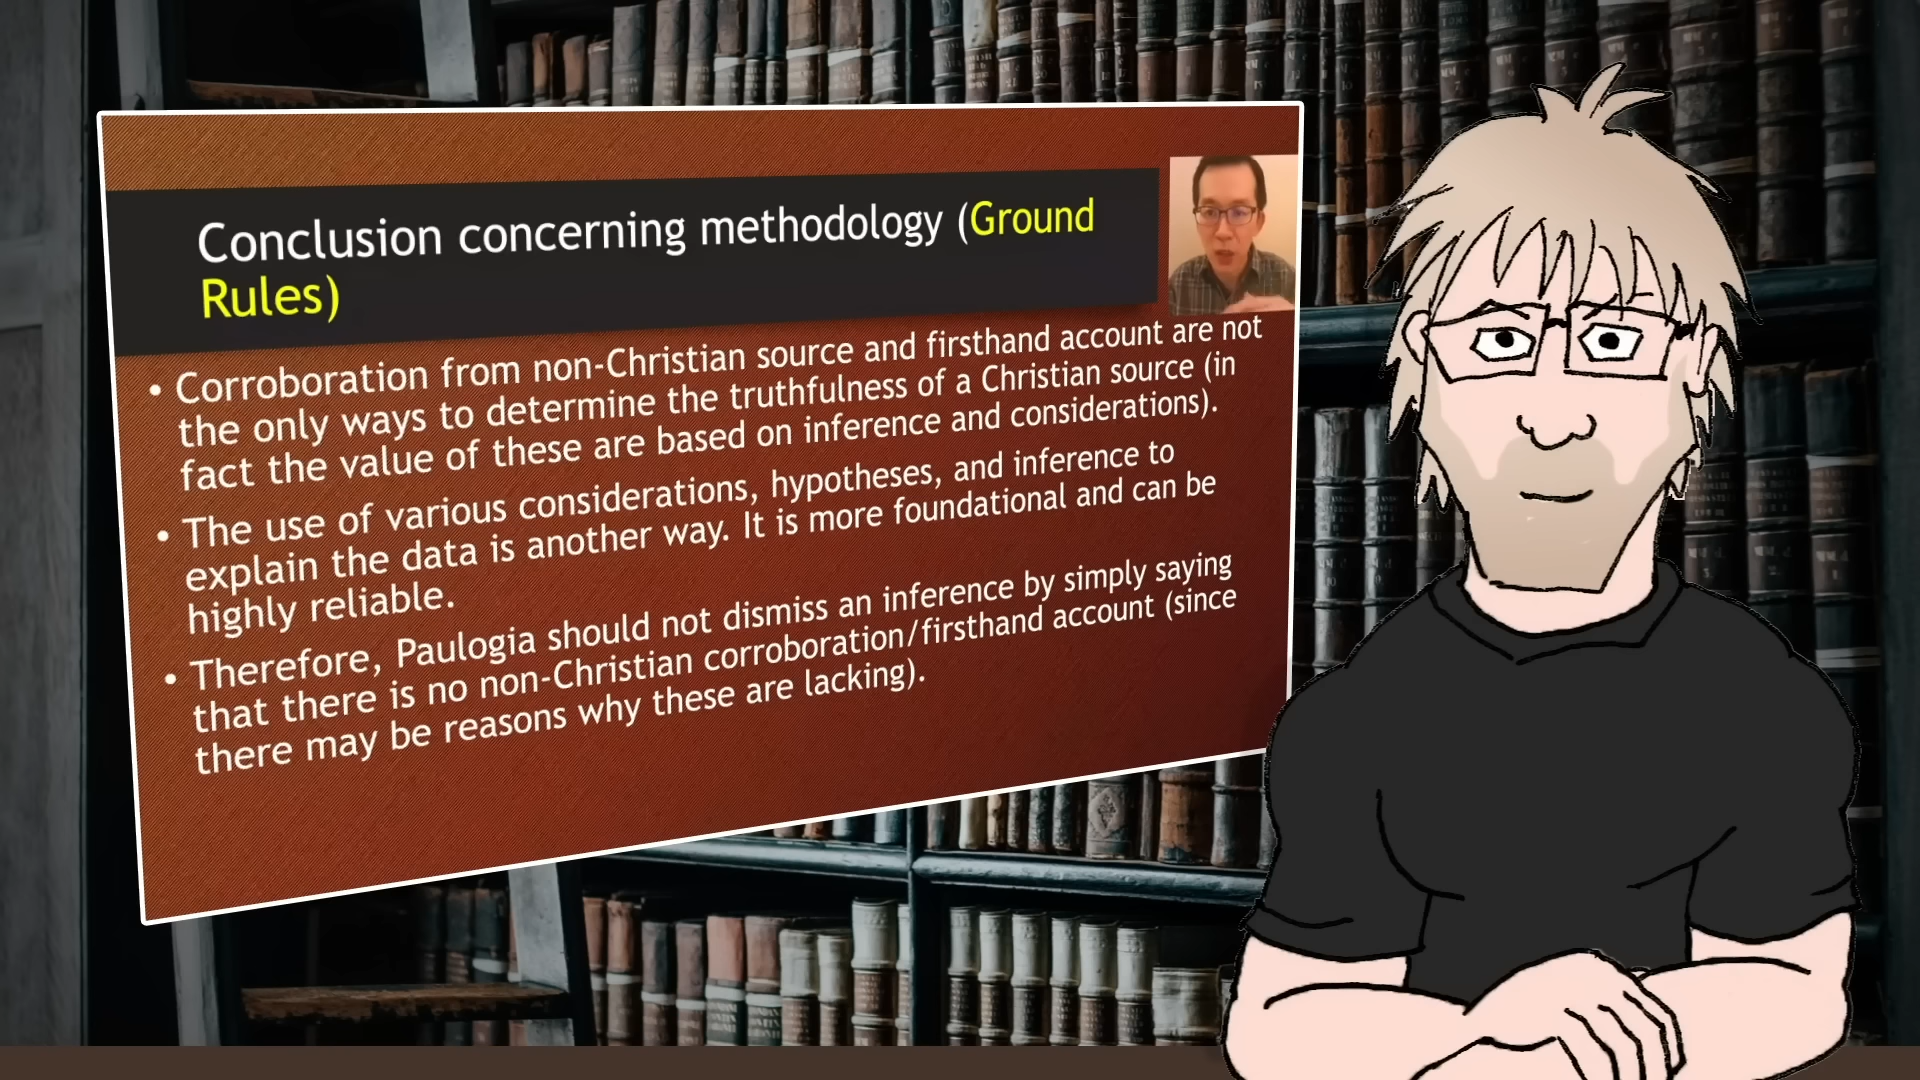 Conclusion concerning methodology (Ground
Rules)
• Corroboration from non-Christian source and firsthand account are not
the only ways to determine the truthfulness of a Christian source (in
fact the value of these are based on inference and considerations).
• The use of various considerations, hypotheses, and inference to
explain the data is another way. It is more foundational and can be
highly reliable.
• Therefore, Paulogia should not dismiss an inference by simply saying
that there is no non-Christian corroboration/firsthand account (since
there may be reasons why these are lacking).